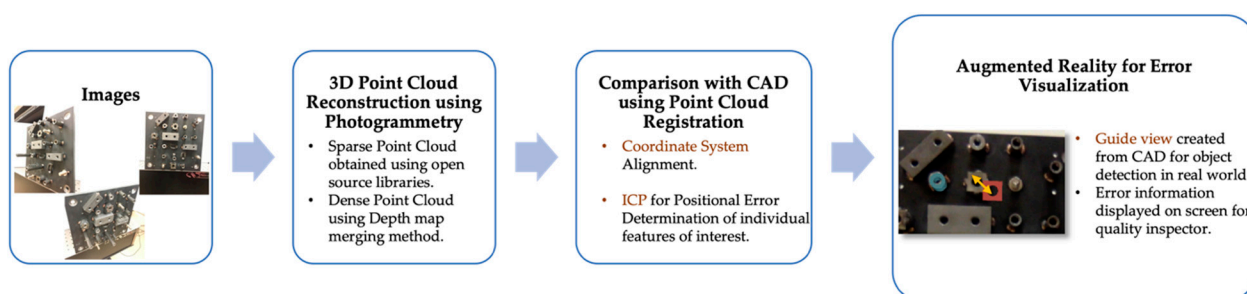 Images
3D Point Cloud
Reconstruction using
Photogrammetry
• Sparse Point Cloud
obtained using open
source libraries.
• Dense Point Cloud
using Depth map
merging method.
Comparison with CAD
using Point Cloud
Registration
• Coordinate System
Alignment.
• ICP for Positional Error
Determination of individual
features of interest.
Augmented Reality for Error
Visualization
• Guide view created
from CAD for object
detection in real world
• Error information
displayed on screen for
quality inspector.